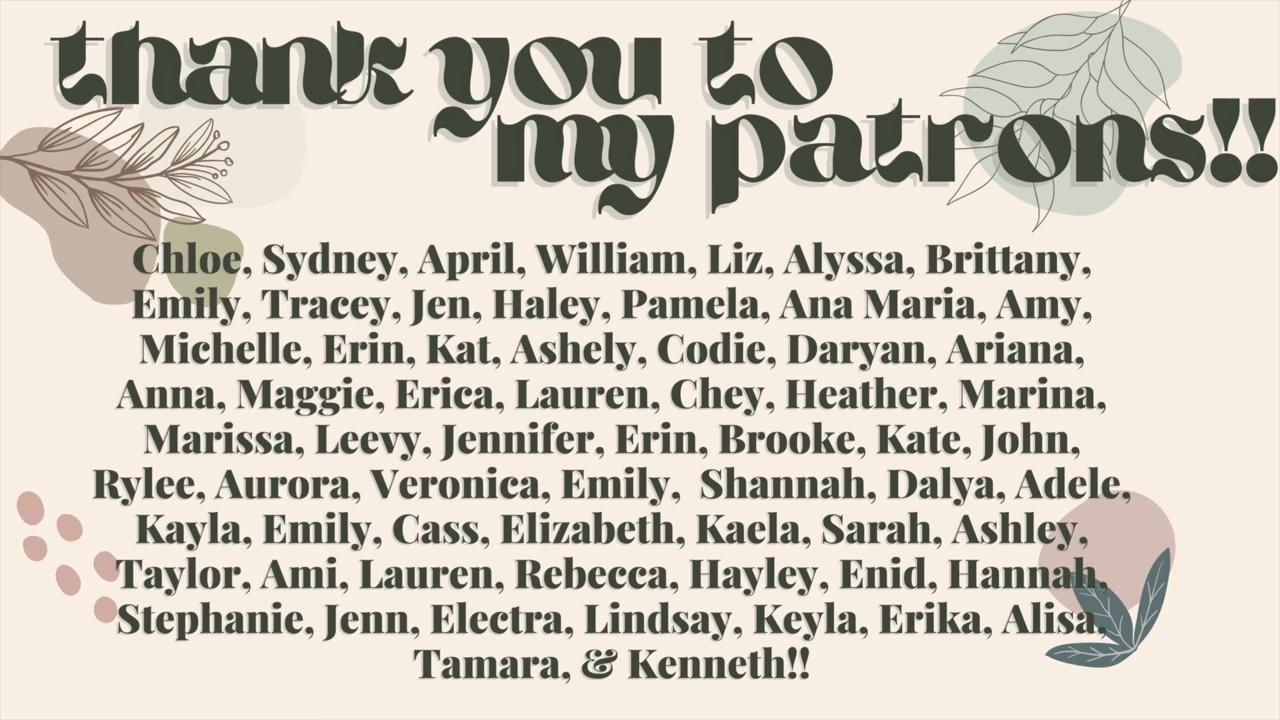 thank you to
my patrons!!
Chloe, Sydney, April, William, Liz, Alyssa, Brittany,
Emily, Tracey, Jen, Haley, Pamela, Ana Maria, Amy,
Michelle, Erin, Kat, Ashely, Codie, Daryan, Ariana,
Anna, Maggie, Erica, Lauren, Chey, Heather, Marina,
Marissa, Leevy, Jennifer, Erin, Brooke, Kate, John,
Rylee, Aurora, Veronica, Emily, Shannah, Dalya, Adele,
Kayla, Emily, Cass, Elizabeth, Kaela, Sarah, Ashley,
Taylor, Ami, Lauren, Rebecca, Hayley, Enid, Hannah,
Stephanie, Jenn, Electra, Lindsay, Keyla, Erika, Alisa,
Tamara, & Kenneth!!